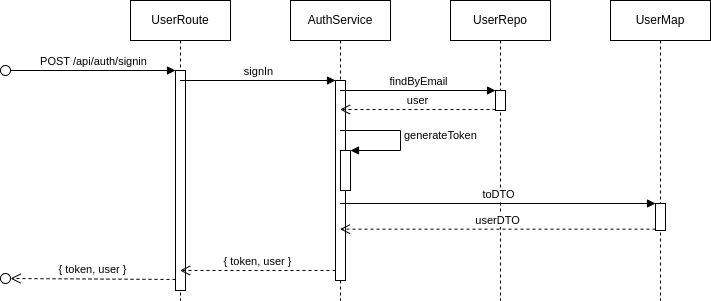 UserRoute
AuthService
UserRepo
UserMap
POST /api/auth/signin
signIn
findByEmail
user
generateToken
toDTO
userDTO
{ token, user }
{ token, user }